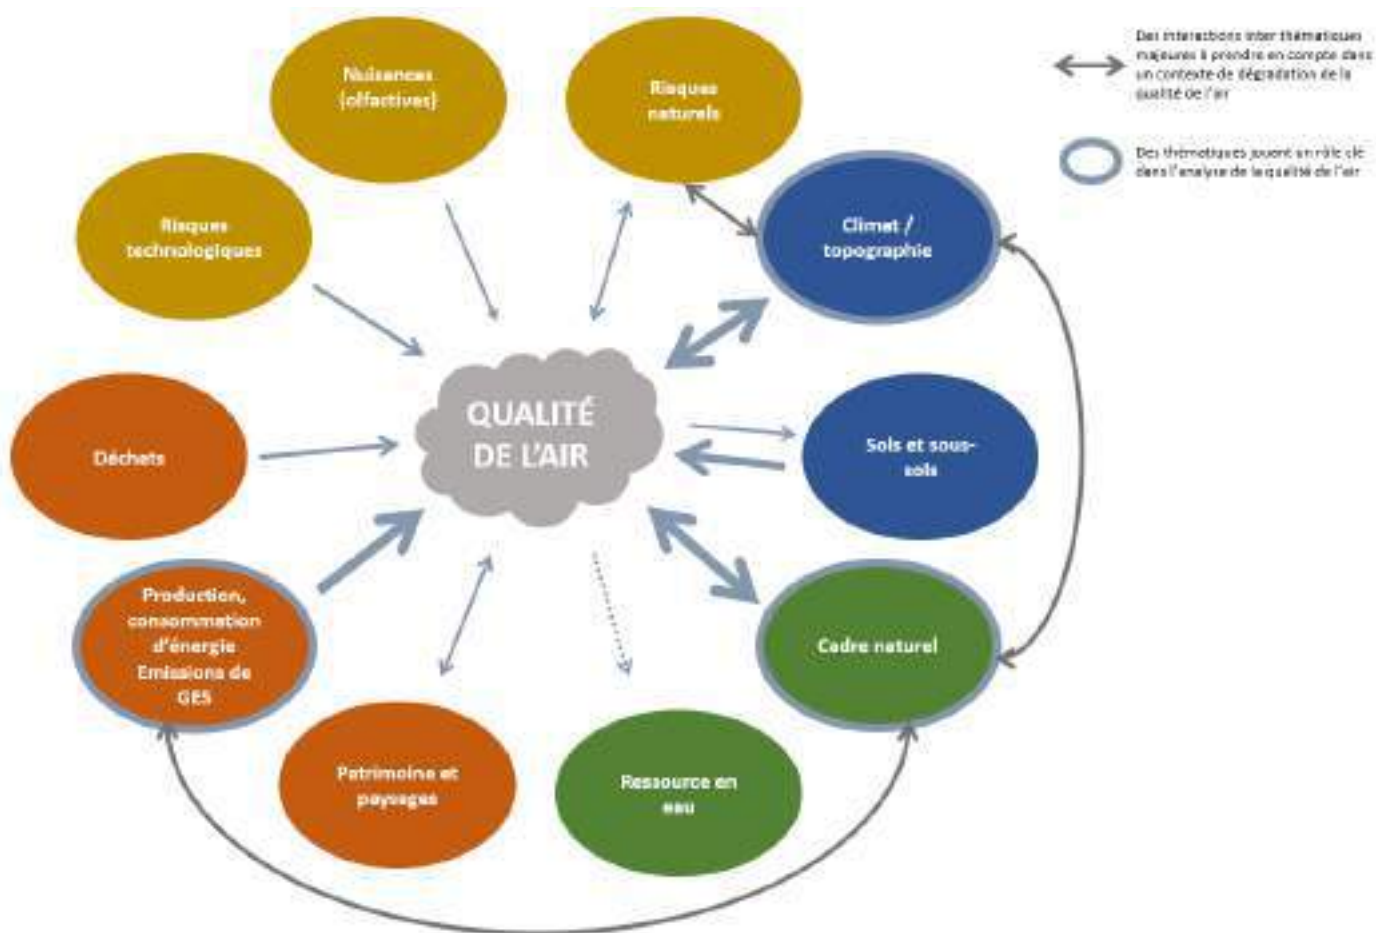 Nuisances
(olfactives)
Risques
naturels
Des interactions inter thématiques
majeures à prendre en compte dans
un contexte de dégradation de la
qualité de l'air
Des thématiques jouent un rôle clé
dans l'analyse de la qualité de l'air
Risques
technologiques
Climat /
topographie
QUALITÉ
DE L'AIR
Déchets
Sols et sous-
sols
Production,
consommation
d'énergie
Emissions de
GES
Cadre naturel
Patrimoine et
paysages
Ressource en
eau